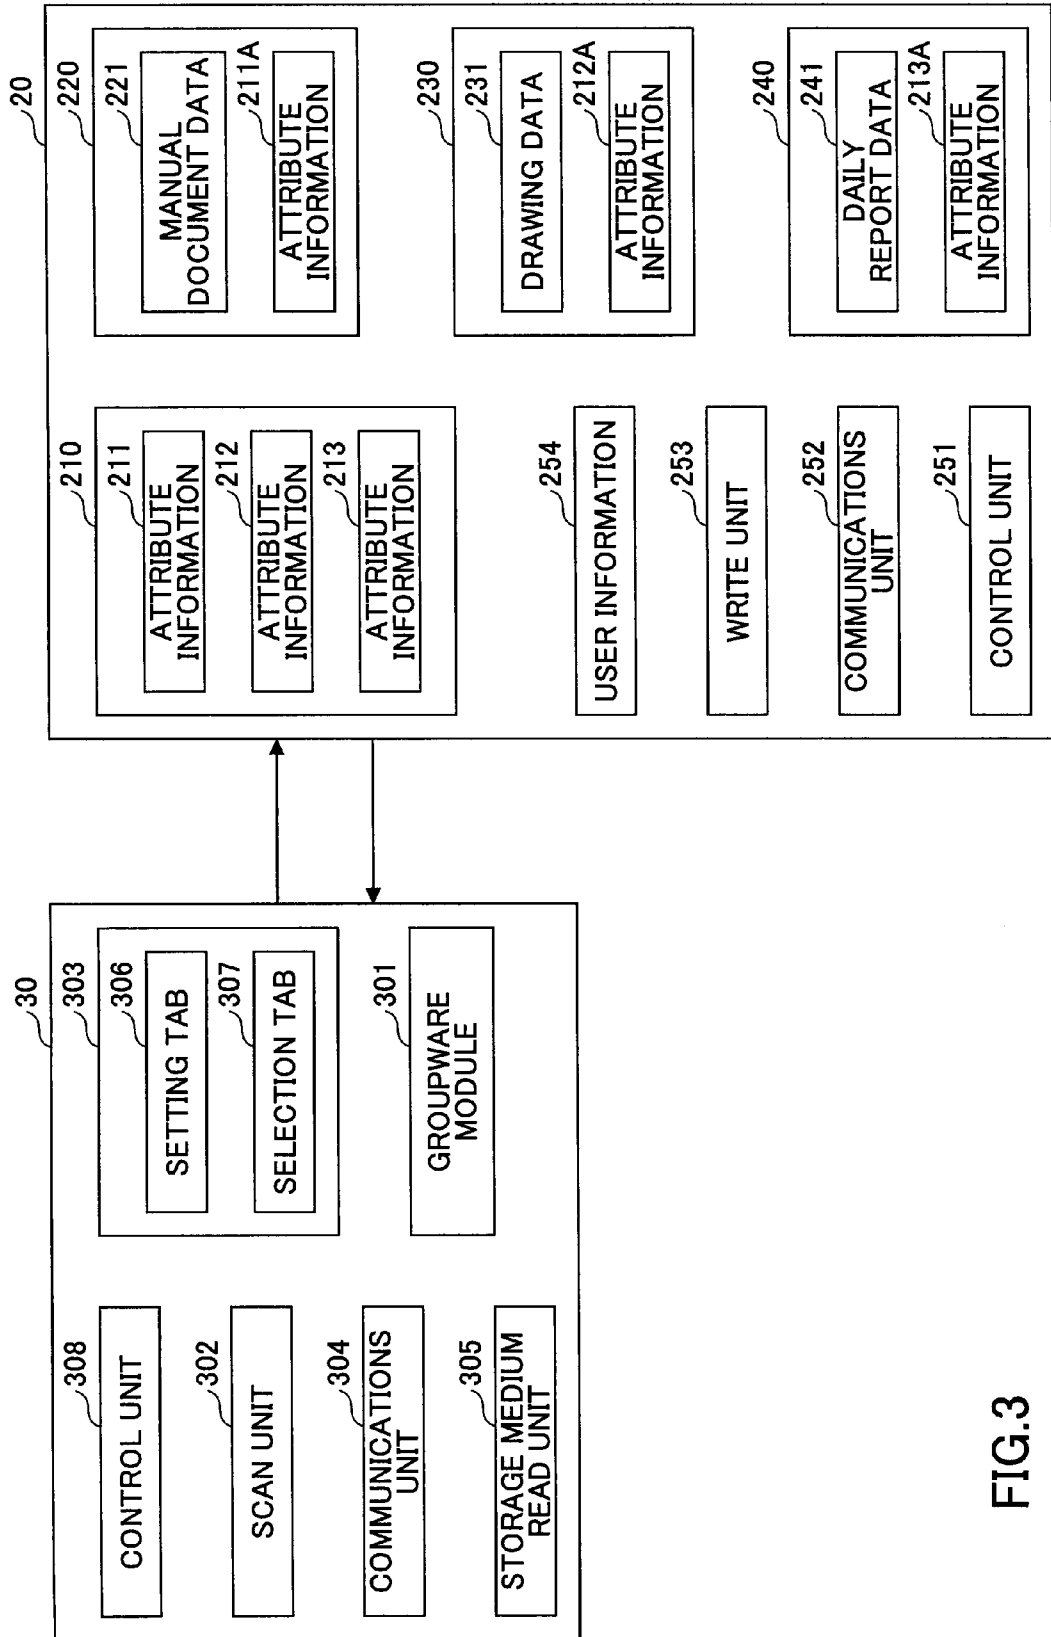 30
308
CONTROL UNIT
302
SCAN UNIT
304
COMMUNICATIONS
UNIT
305
STORAGE MEDIUM
READ UNIT
303
306
SETTING TAB
307
SELECTION TAB
301
GROUPWARE
MODULE
20
210
211
ATTRIBUTE
INFORMATION
212
ATTRIBUTE
INFORMATION
213
ATTRIBUTE
INFORMATION
254
USER INFORMATION
253
WRITE UNIT
252
COMMUNICATIONS
UNIT
251
CONTROL UNIT
220
221
MANUAL
DOCUMENT DATA
211A
ATTRIBUTE
INFORMATION
230
231
DRAWING DATA
212A
ATTRIBUTE
INFORMATION
240
241
DAILY
REPORT DATA
213A
ATTRIBUTE
INFORMATION
FIG.3